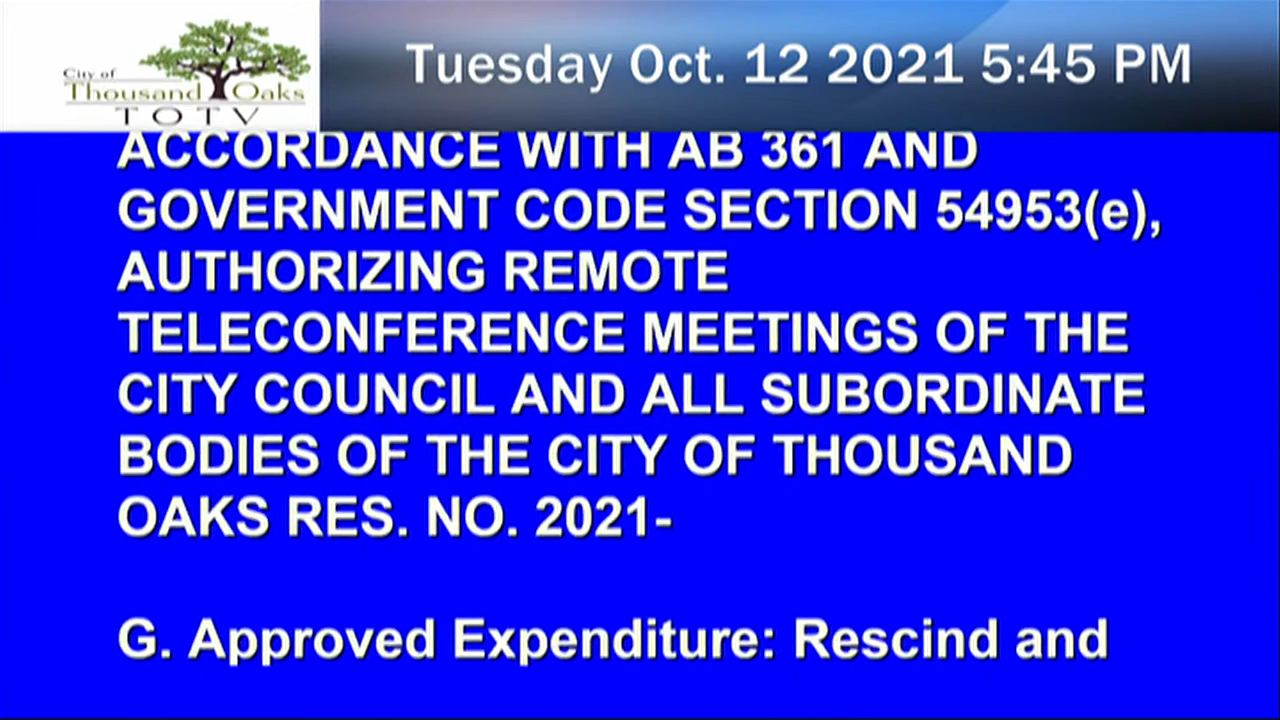 City of
Thousand Oaks
TOTV
Tuesday Oct. 12 2021 5:45 PM
ACCORDANCE WITH AB 361 AND
GOVERNMENT CODE SECTION 54953(e),
AUTHORIZING REMOTE
TELECONFERENCE MEETINGS OF THE
CITY COUNCIL AND ALL SUBORDINATE
BODIES OF THE CITY OF THOUSAND
OAKS RES. NO. 2021-
G. Approved Expenditure: Rescind and